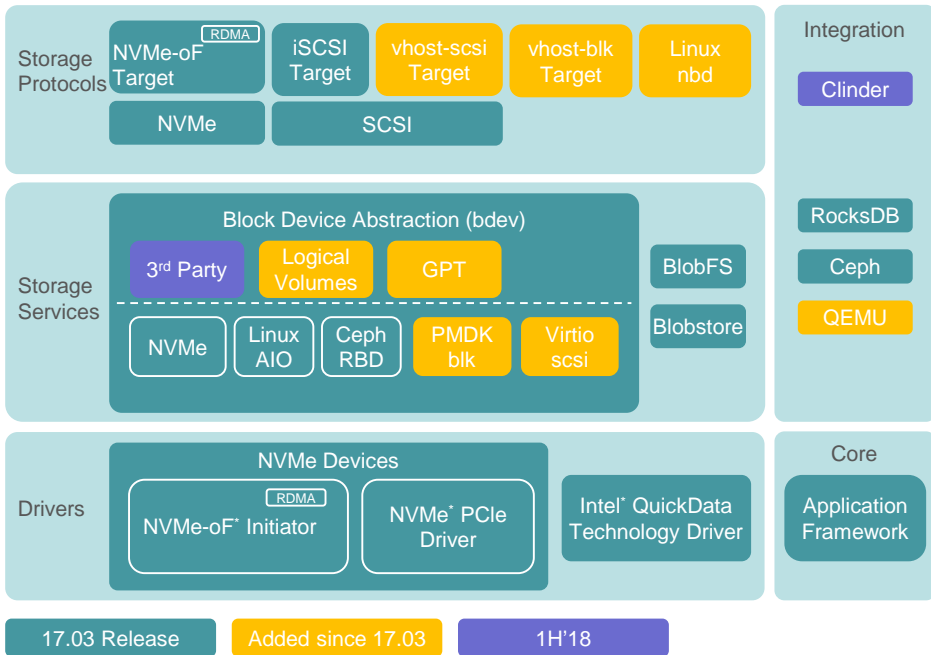 Storage
Protocols
RDMA
NVMe-oF
Target
iSCSI
Target
vhost-scsi
Target
vhost-blk
Target
Linux
nbd
NVMe
SCSI
Integration
Clinder
RocksDB
Ceph
QEMU
Storage
Services
Block Device Abstraction (bdev)
3rd Party
Logical
Volumes
GPT
NVMe
Linux
AIO
Ceph
RBD
PMDK
blk
Virtio
scsi
BlobFS
Blobstore
Drivers
NVMe Devices
RDMA
NVMe-oF* Initiator
NVMe* PCIe
Driver
Intel* QuickData
Technology Driver
Core
Application
Framework
17.03 Release
Added since 17.03
1H'18